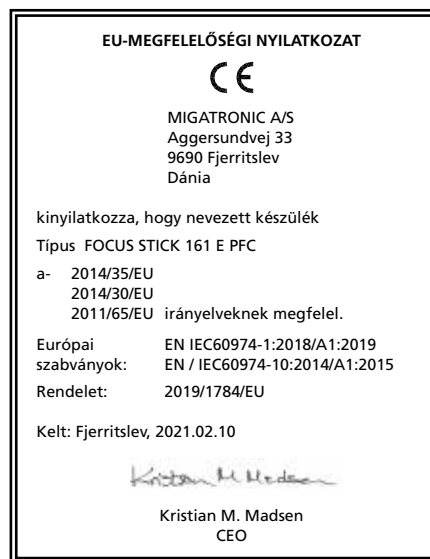 EU-MEGFELELŐSÉGI NYILATKOZAT
CE
MIGATRONIC A/S
Aggersundvej 33
9690 Fjerritslev
Dánia
kinyilatkozza, hogy nevezett készülék
Típus FOCUS STICK 161 E PFC
a- 2014/35/EU
2014/30/EU
2011/65/EU irányelveknek megfelel.
Európai EN IEC60974-1:2018/A1:2019
szabványok: EN / IEC60974-10:2014/A1:2015
Rendelet: 2019/1784/EU
Kelt: Fjerritslev, 2021.02.10
Kristian M Madsen
Kristian M. Madsen
CEO